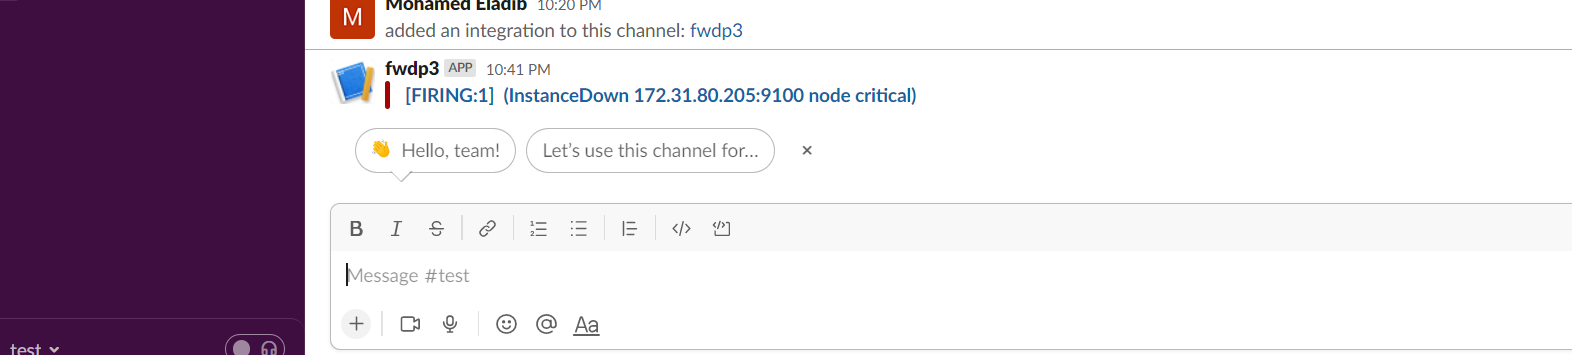 M
Mohamed Eladib 10:20 PM
added an integration to this channel: fwdp3
fwdp3 APP 10:41 PM
[FIRING:1] (InstanceDown 172.31.80.205:9100 node critical)
👋 Hello, team!
Let's use this channel for... ×
B I S
Message #test
+ @ Aa
test